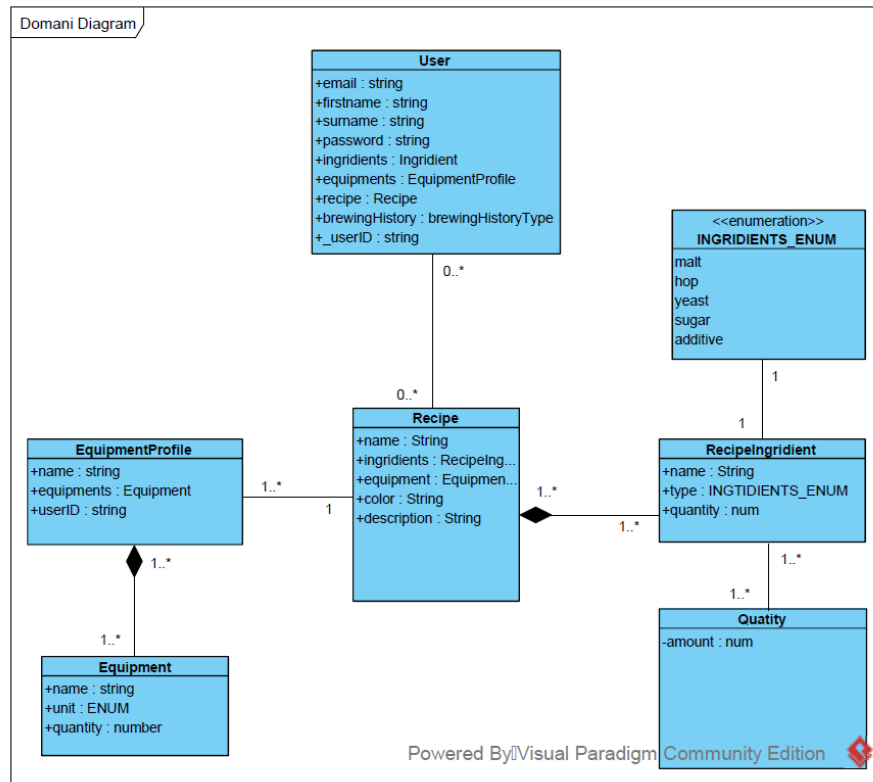 Domani Diagram
User
+email : string
+firstname : string
+surname : string
+password : string
+ingridients : Ingridient
+equipments : EquipmentProfile
+recipe : Recipe
+brewingHistory : brewingHistoryType
+_userID : string
<<enumeration>>
INGRIDIENTS_ENUM
malt
hop
yeast
sugar
additive
0..*
1
0..*
1
Recipe
+name : String
+ingridients : RecipeIng...
+equipment : Equipmen...
+color : String
+description : String
EquipmentProfile
+name : string
+equipments : Equipment
+userID : string
RecipeIngridient
+name : String
+type : INGTIDIENTS_ENUM
+quantity : num
1..*
1
1..*
1..*
1..*
1..*
1..*
1..*
Equipment
+name : string
+unit : ENUM
+quantity : number
Quatity
-amount : num
Powered By Visual Paradigm Community Edition